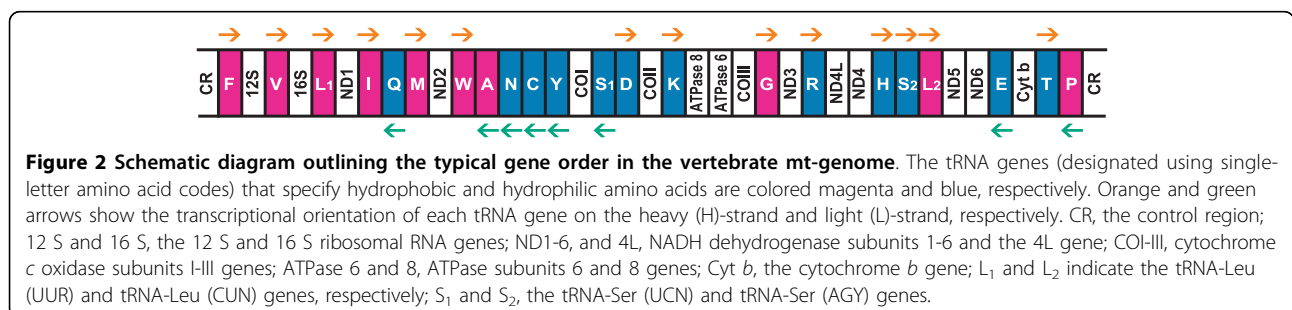 CR F 12S V 16S L1 ND1 I Q M ND2 W A N C Y COI S1 D COII K ATPase 8 ATPase 6 COIII G ND3 R ND4L ND4 H S2 L2 ND5 ND6 E Cyt b T P CR
Figure 2 Schematic diagram outlining the typical gene order in the vertebrate mt-genome. The tRNA genes (designated using single-
letter amino acid codes) that specify hydrophobic and hydrophilic amino acids are colored magenta and blue, respectively. Orange and green
arrows show the transcriptional orientation of each tRNA gene on the heavy (H)-strand and light (L)-strand, respectively. CR, the control region;
12 S and 16 S, the 12 S and 16 S ribosomal RNA genes; ND1-6, and 4L, NADH dehydrogenase subunits 1-6 and the 4L gene; COI-III, cytochrome
c oxidase subunits I-III genes; ATPase 6 and 8, ATPase subunits 6 and 8 genes; Cyt b, the cytochrome b gene; L1 and L2 indicate the tRNA-Leu
(UUR) and tRNA-Leu (CUN) genes, respectively; S1 and S2, the tRNA-Ser (UCN) and tRNA-Ser (AGY) genes.